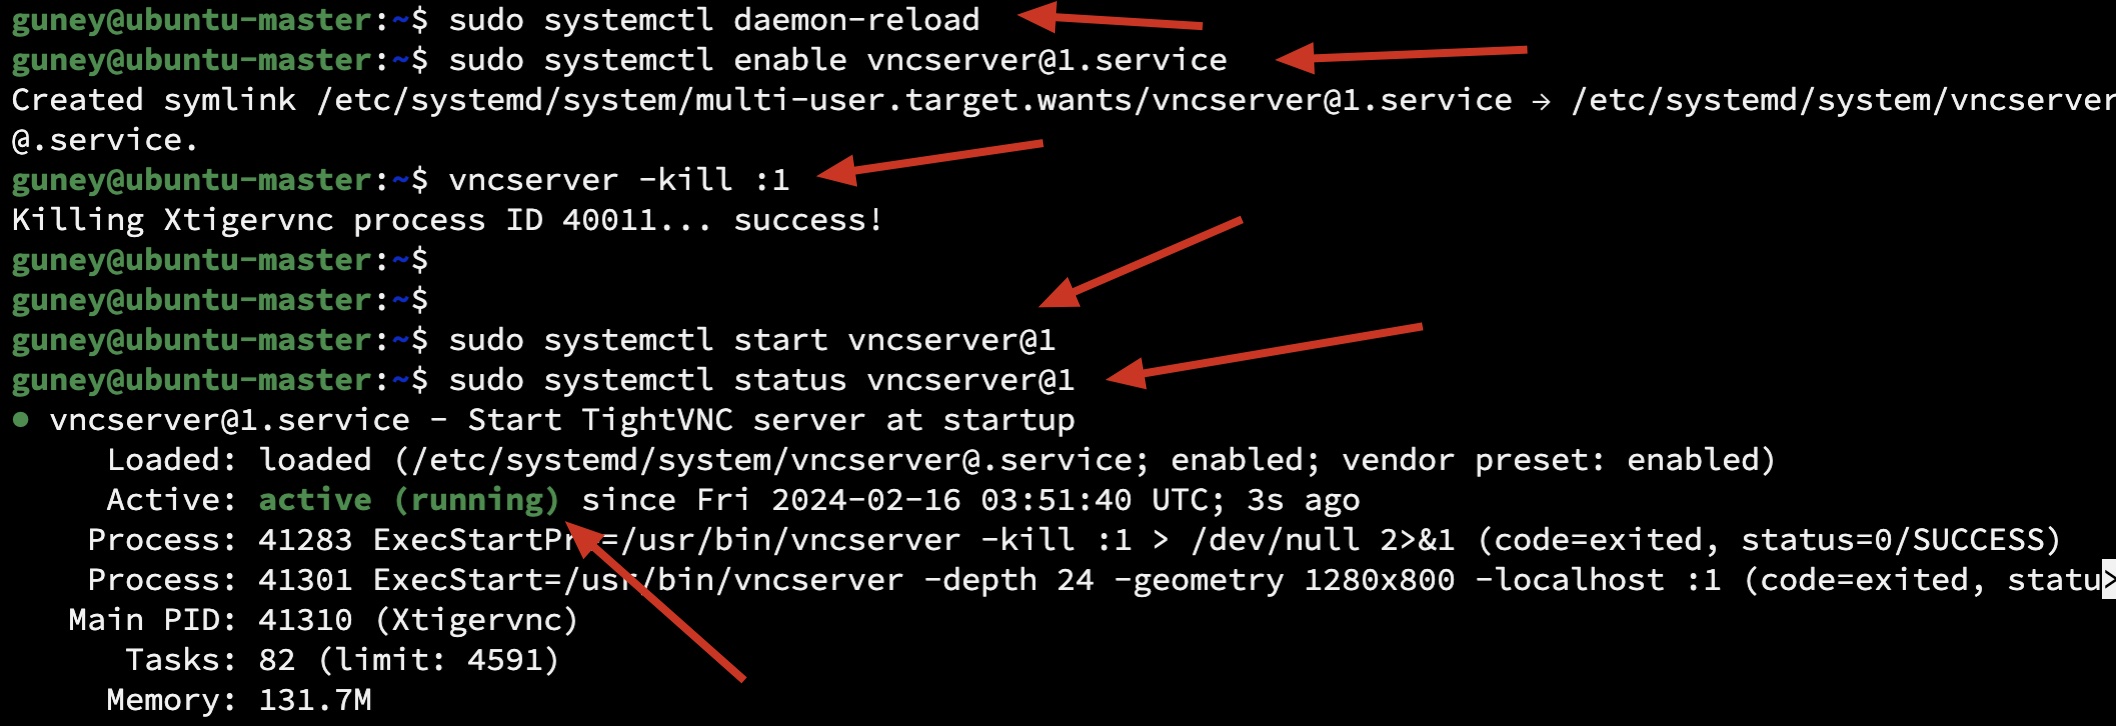 guney@ubuntu-master:~$ sudo systemctl daemon-reload
guney@ubuntu-master:~$ sudo systemctl enable vncserver@1.service
Created symlink /etc/systemd/system/multi-user.target.wants/vncserver@1.service → /etc/systemd/system/vncserver
@.service.
guney@ubuntu-master:~$ vncserver -kill :1
Killing Xtigervnc process ID 40011... success!
guney@ubuntu-master:~$
guney@ubuntu-master:~$
guney@ubuntu-master:~$ sudo systemctl start vncserver@1
guney@ubuntu-master:~$ sudo systemctl status vncserver@1
● vncserver@1.service - Start TightVNC server at startup
Loaded: loaded (/etc/systemd/system/vncserver@.service; enabled; vendor preset: enabled)
Active: active (running) since Fri 2024-02-16 03:51:40 UTC; 3s ago
Process: 41283 ExecStartPre=/usr/bin/vncserver -kill :1 > /dev/null 2>&1 (code=exited, status=0/SUCCESS)
Process: 41301 ExecStart=/usr/bin/vncserver -depth 24 -geometry 1280x800 -localhost :1 (code=exited, statu>
Main PID: 41310 (Xtigervnc)
Tasks: 82 (limit: 4591)
Memory: 131.7M